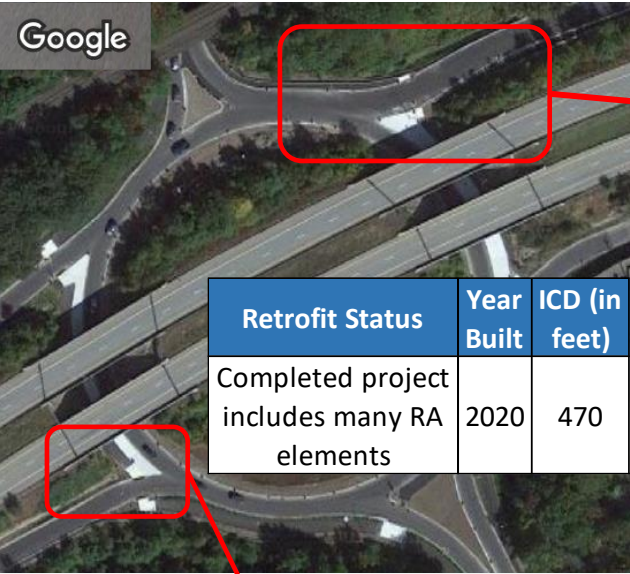 Google
Retrofit Status
Year
Built
ICD (in
feet)
Completed project
includes many RA
elements
2020
470